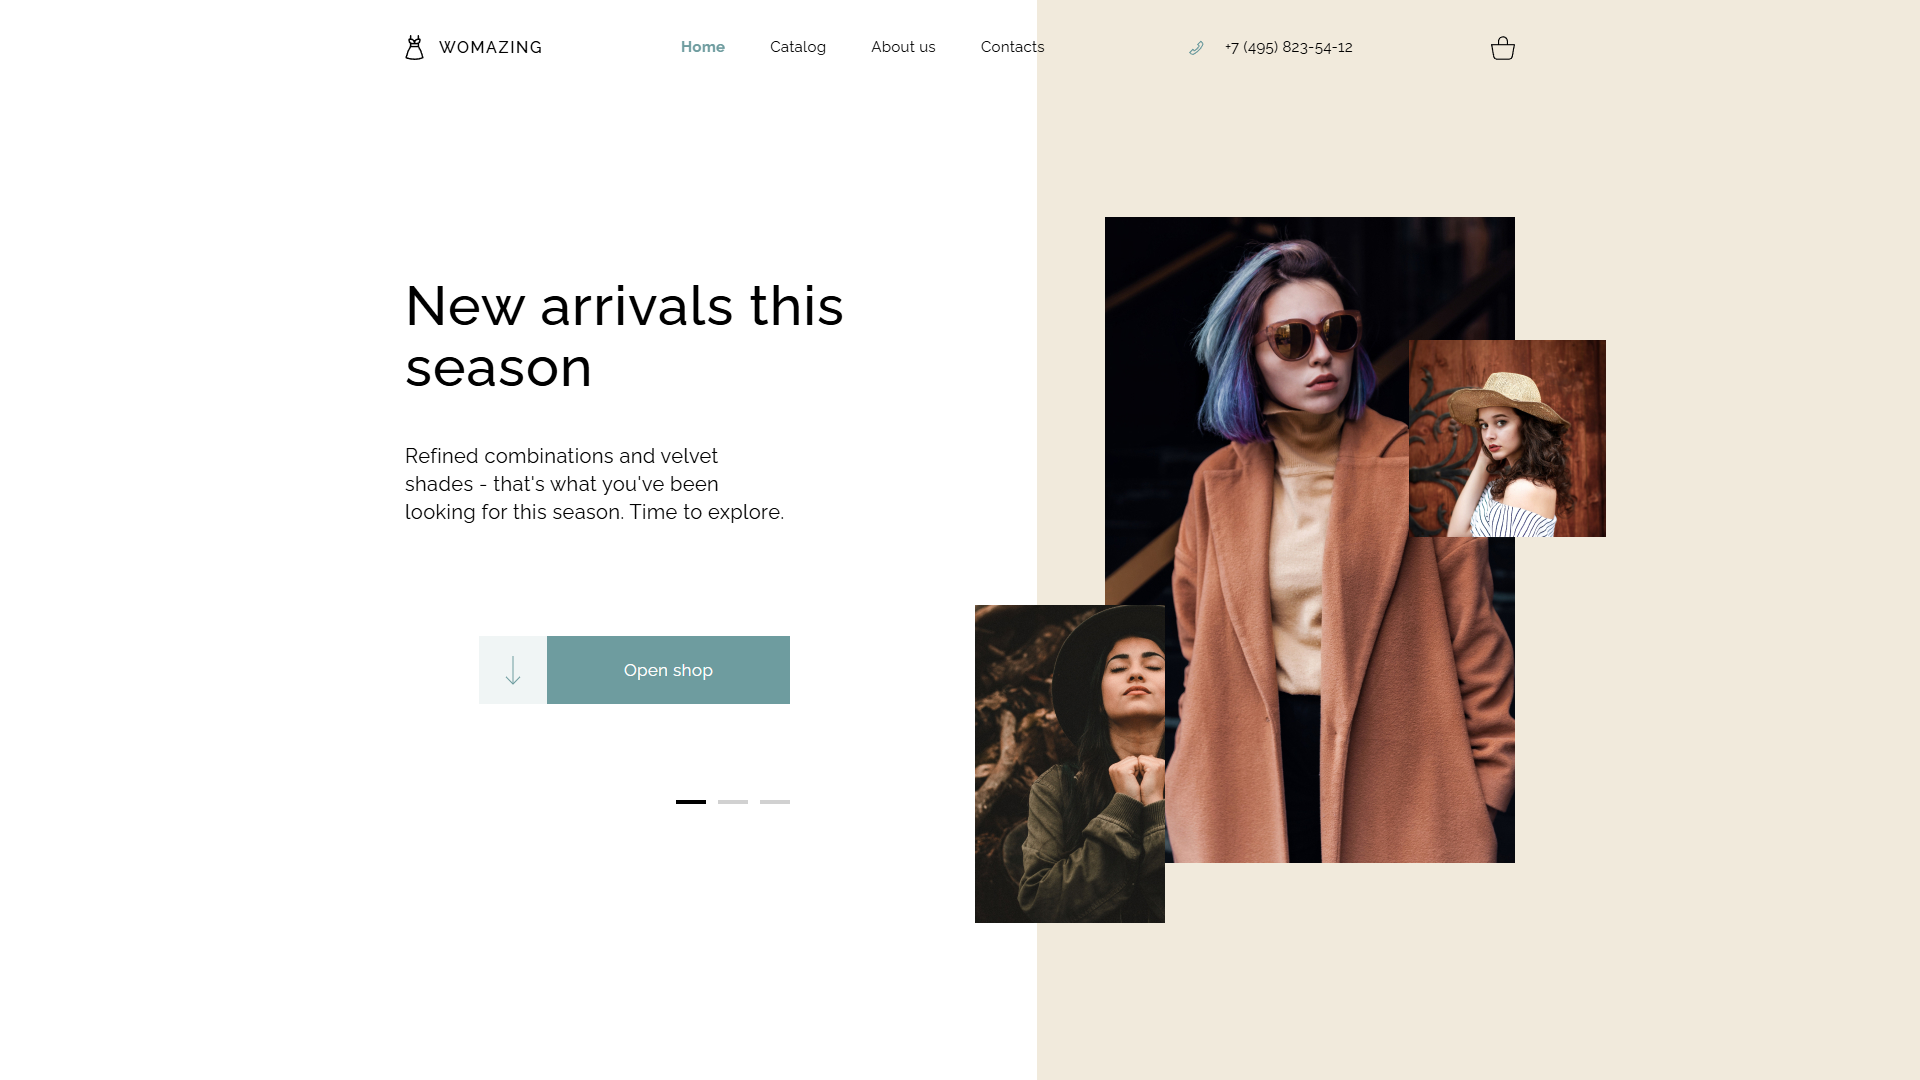 WOMAZING
Home
Catalog
About us
Contacts
+7 (495) 823-54-12
New arrivals this
season
Refined combinations and velvet
shades - that's what you've been
looking for this season. Time to explore.
Open shop